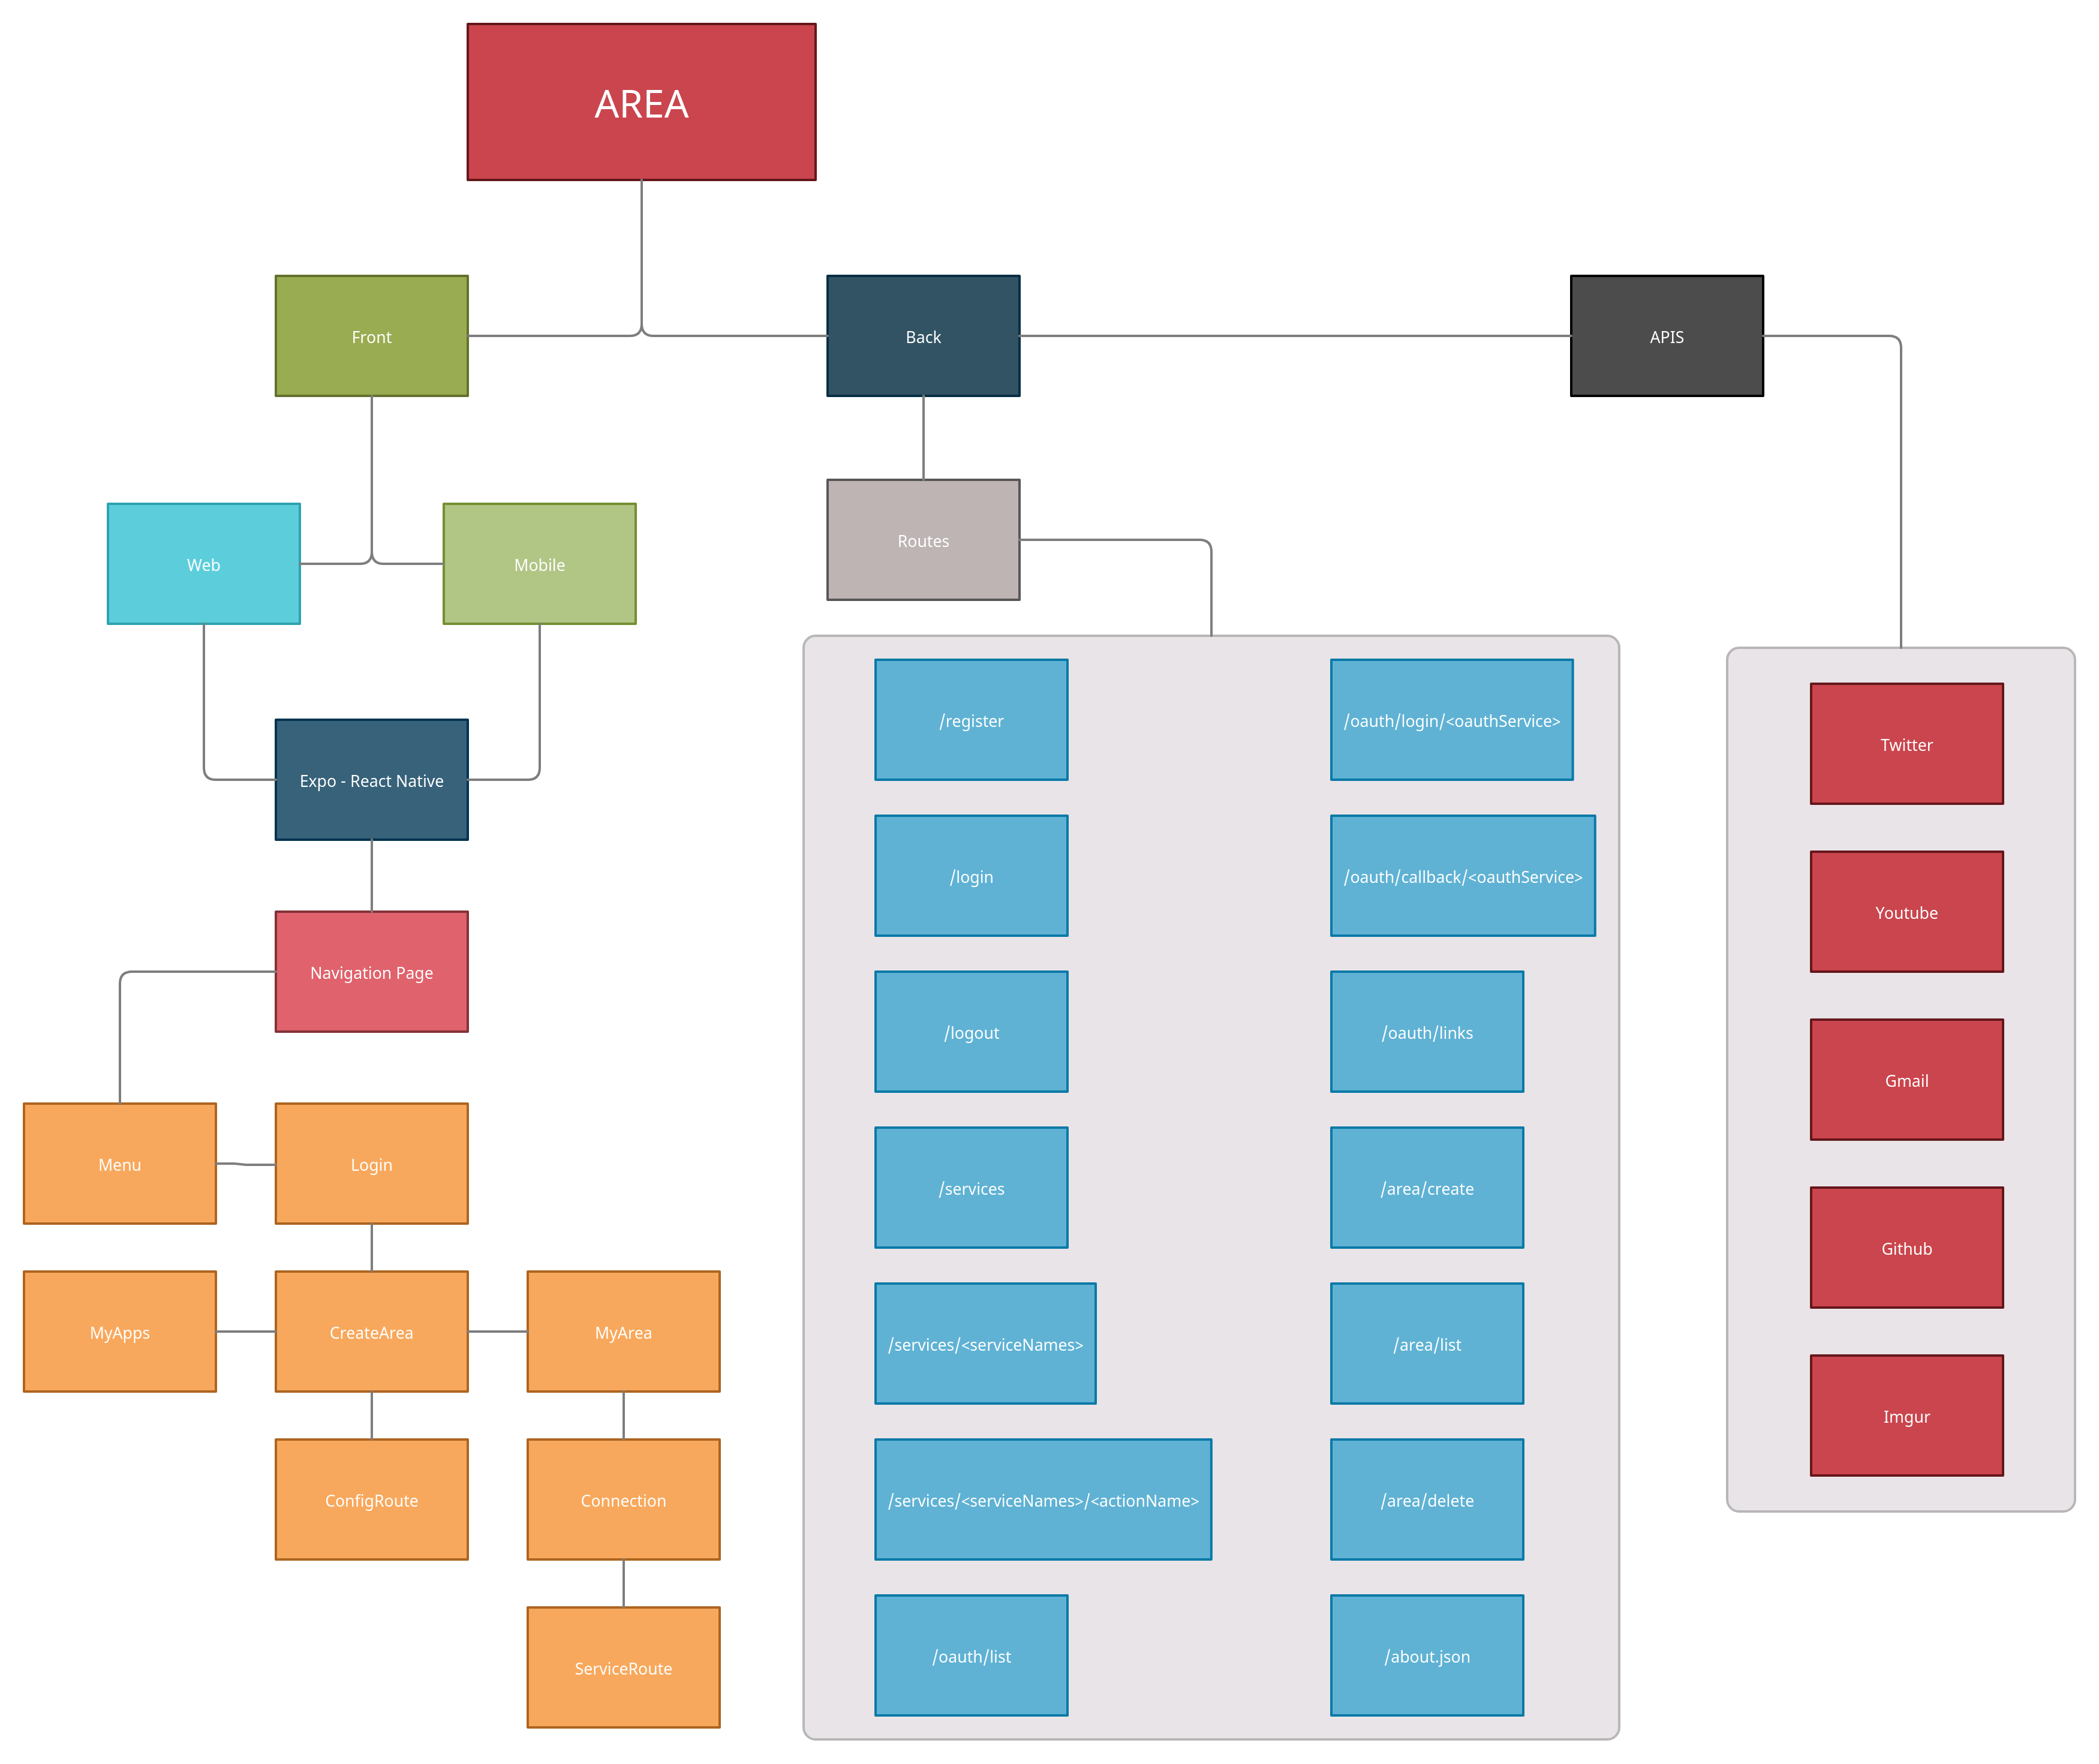 AREA
Front
Back
APIS
Web
Mobile
Routes
Expo - React Native
Navigation Page
Menu
Login
MyApps
CreateArea
MyArea
ConfigRoute
Connection
ServiceRoute
/register
/oauth/login/<oauthService>
/login
/oauth/callback/<oauthService>
/logout
/oauth/links
/services
/area/create
/services/<serviceNames>
/area/list
/services/<serviceNames>/<actionName>
/area/delete
/oauth/list
/about.json
Twitter
Youtube
Gmail
Github
Imgur